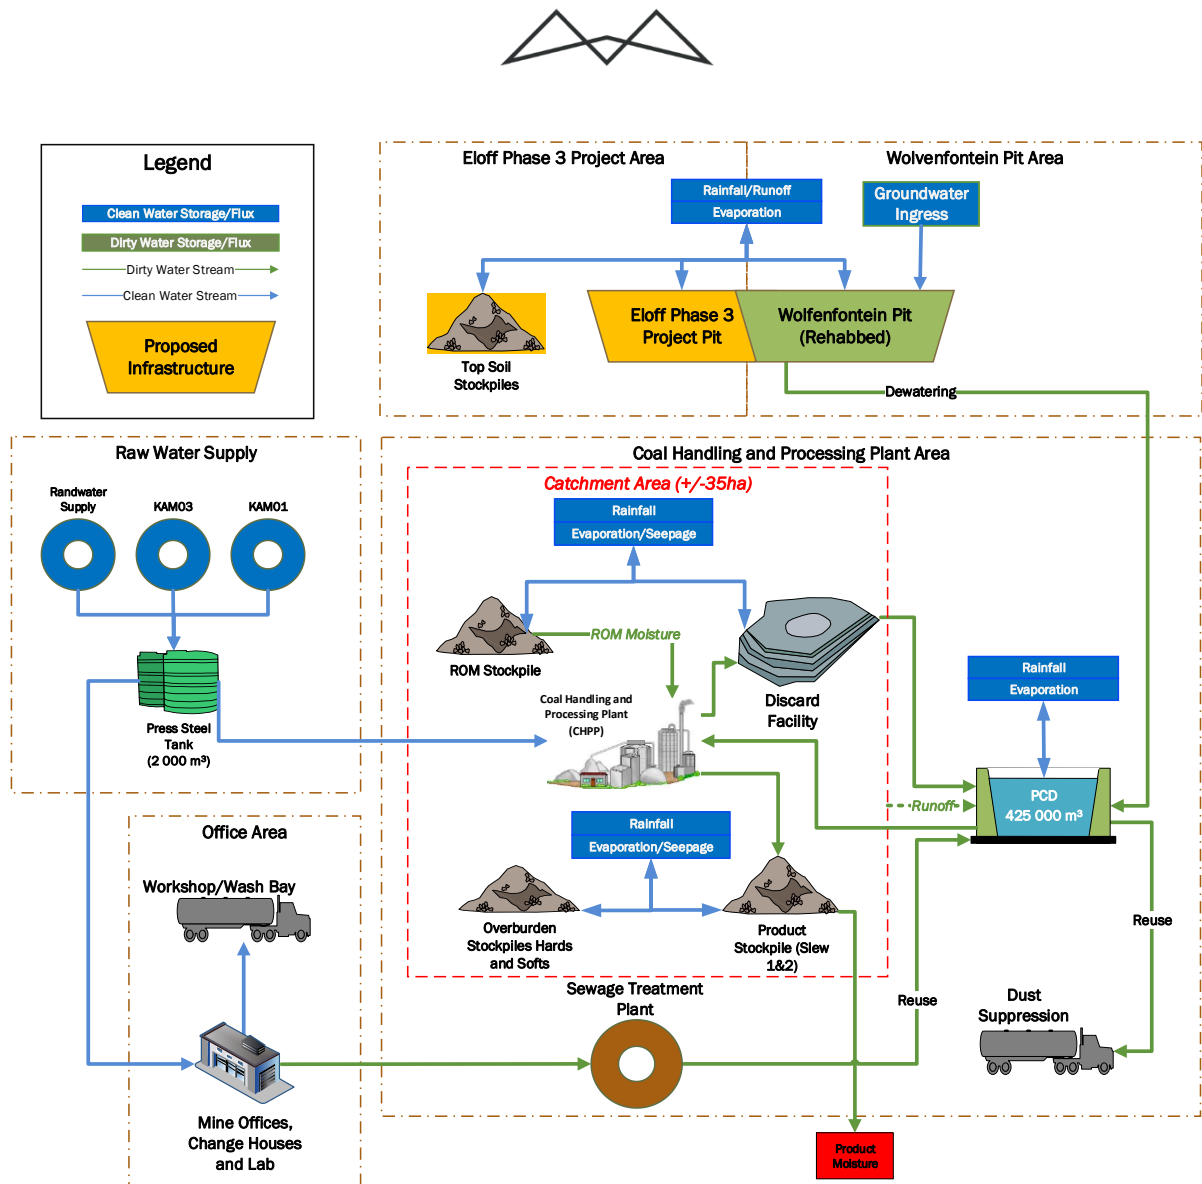 Legend
Clean Water Storage/Flux
Dirty Water Storage/Flux
Dirty Water Stream
Clean Water Stream
Proposed
Infrastructure
Eloff Phase 3 Project Area
Wolvenfontein Pit Area
Rainfall/Runoff
Evaporation
Groundwater
Ingress
Eloff Phase 3
Project Pit
Wolfenfontein Pit
(Rehabbed)
Top Soil
Stockpiles
Dewatering
Raw Water Supply
Randwater
Supply
KAM03
KAM01
Press Steel
Tank
(2 000 m³)
Coal Handling and Processing Plant Area
Catchment Area (+/-35ha)
Rainfall
Evaporation/Seepage
ROM Stockpile
ROM Moisture
Discard
Facility
Coal Handling and
Processing Plant
(CHPP)
Rainfall
Evaporation
PCD
425 000 m³
Runoff
Rainfall
Evaporation/Seepage
Overburden
Stockpiles Hards
and Softs
Product
Stockpile (Slew
1&2)
Reuse
Reuse
Dust
Suppression
Sewage Treatment
Plant
Product
Moisture
Office Area
Workshop/Wash Bay
Mine Offices,
Change Houses
and Lab